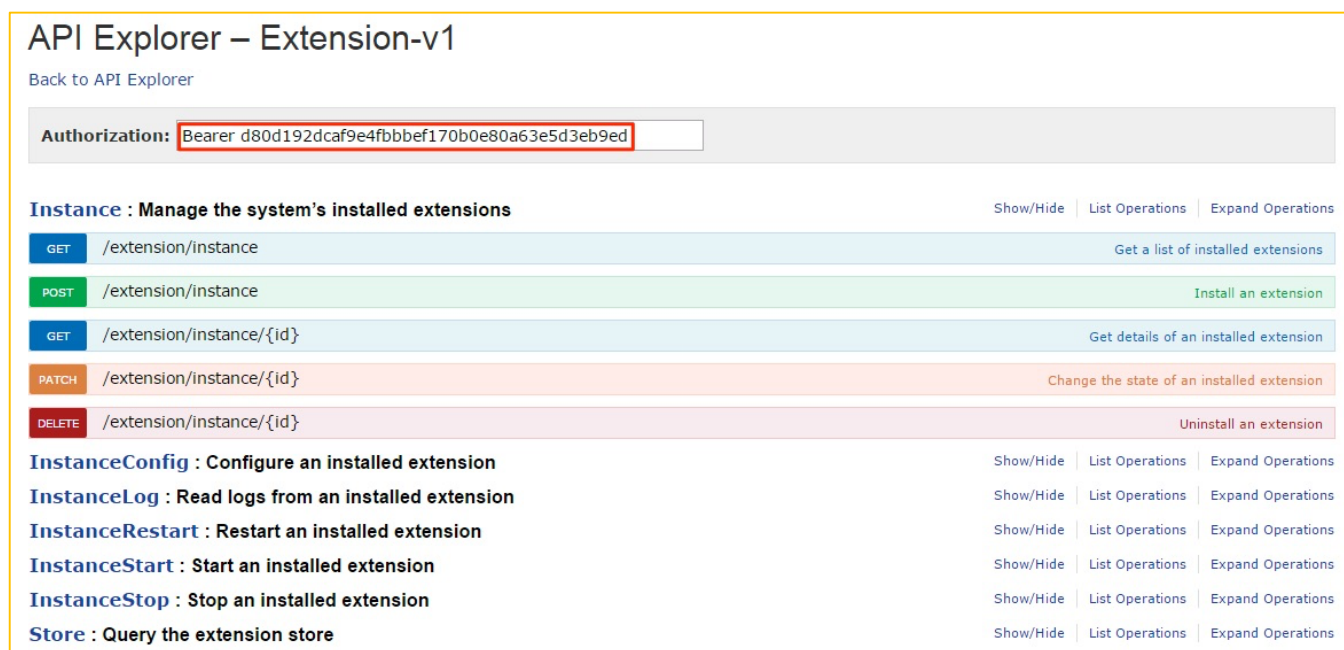 API Explorer – Extension-v1
Back to API Explorer
Authorization: Bearer d80d192dcaf9e4fbbbef170b0e80a63e5d3eb9ed
Instance : Manage the system's installed extensions Show/Hide List Operations Expand Operations
GET /extension/instance Get a list of installed extensions
POST /extension/instance Install an extension
GET /extension/instance/{id} Get details of an installed extension
PATCH /extension/instance/{id} Change the state of an installed extension
DELETE /extension/instance/{id} Uninstall an extension
InstanceConfig : Configure an installed extension Show/Hide List Operations Expand Operations
InstanceLog : Read logs from an installed extension Show/Hide List Operations Expand Operations
InstanceRestart : Restart an installed extension Show/Hide List Operations Expand Operations
InstanceStart : Start an installed extension Show/Hide List Operations Expand Operations
InstanceStop : Stop an installed extension Show/Hide List Operations Expand Operations
Store : Query the extension store Show/Hide List Operations Expand Operations